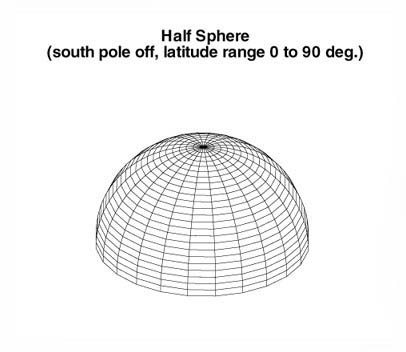 Half Sphere
(south pole off, latitude range 0 to 90 deg.)